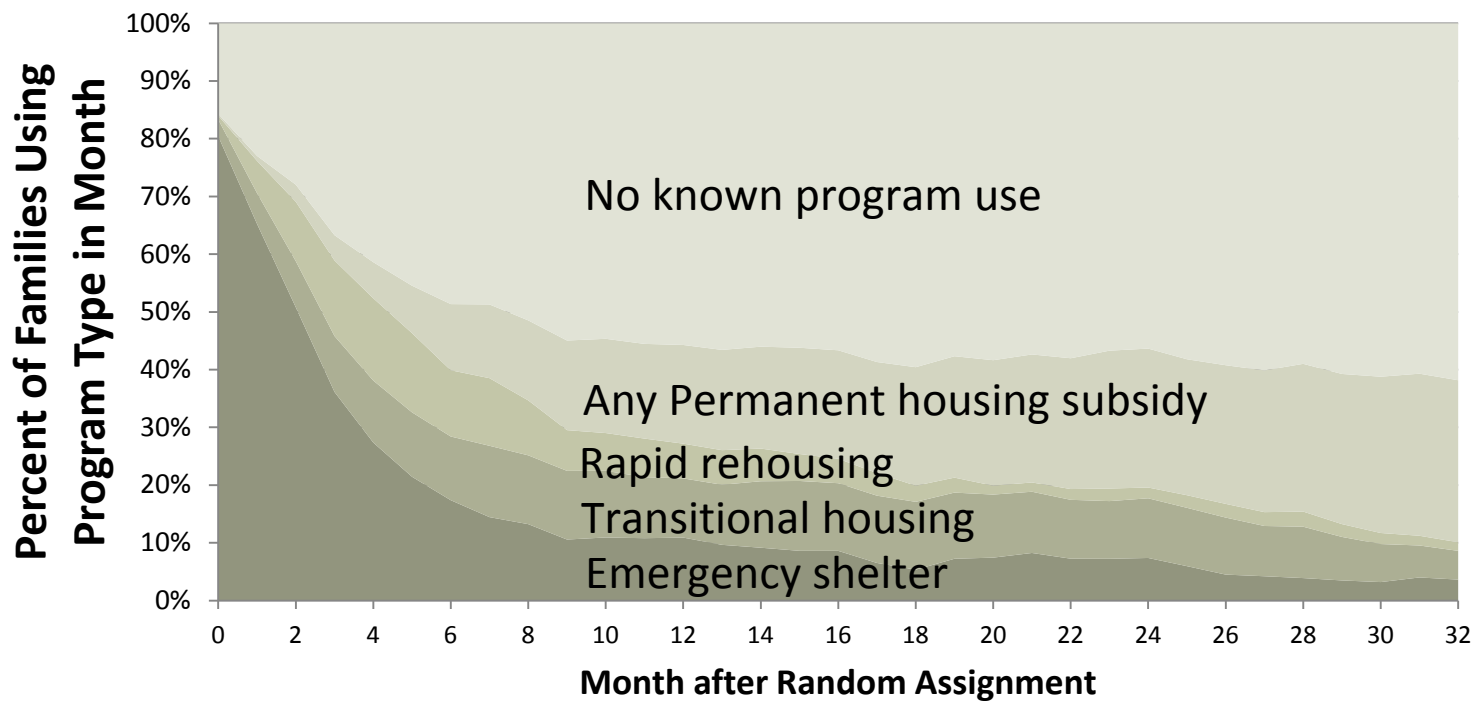 Percent of Families Using
Program Type in Month
100%
90%
80%
70%
60%
50%
40%
30%
20%
10%
0%
No known program use
Any Permanent housing subsidy
Rapid rehousing
Transitional housing
Emergency shelter
0 2 4 6 8 10 12 14 16 18 20 22 24 26 28 30 32
Month after Random Assignment